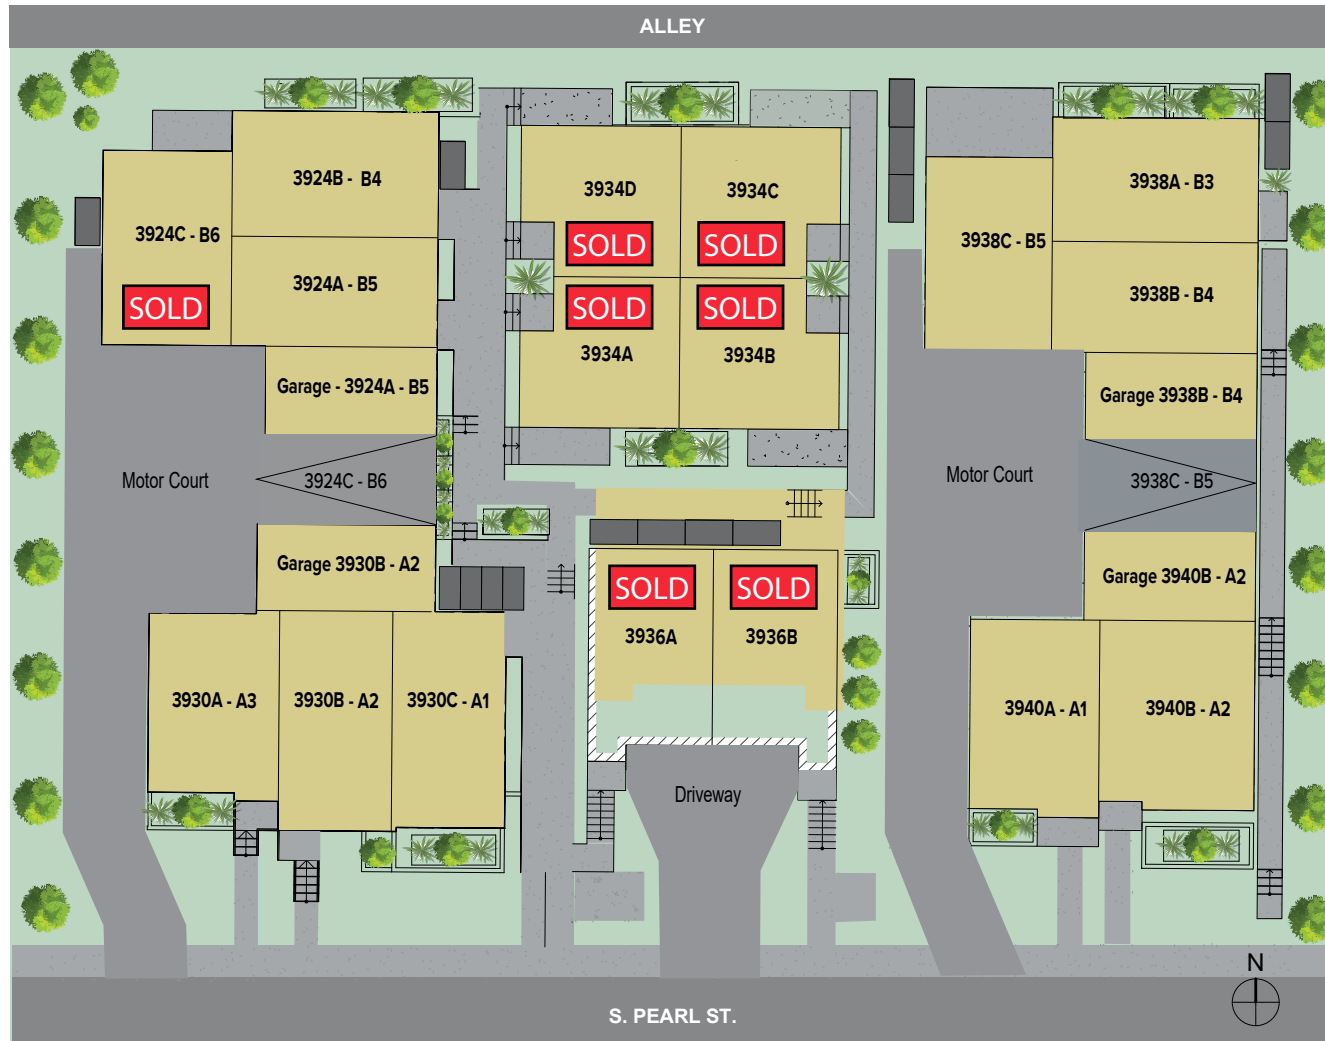 ALLEY
3924B - B4
3924C - B6
SOLD
3924A - B5
Garage - 3924A - B5
Motor Court
3924C - B6
Garage 3930B - A2
3930A - A3
3930B - A2
3930C - A1
3934D
3934C
SOLD
SOLD
SOLD
SOLD
3934A
3934B
SOLD
SOLD
3936A
3936B
Driveway
3938A - B3
3938C - B5
3938B - B4
Garage 3938B - B4
Motor Court
3938C - B5
Garage 3940B - A2
3940A - A1
3940B - A2
N
S. PEARL ST.